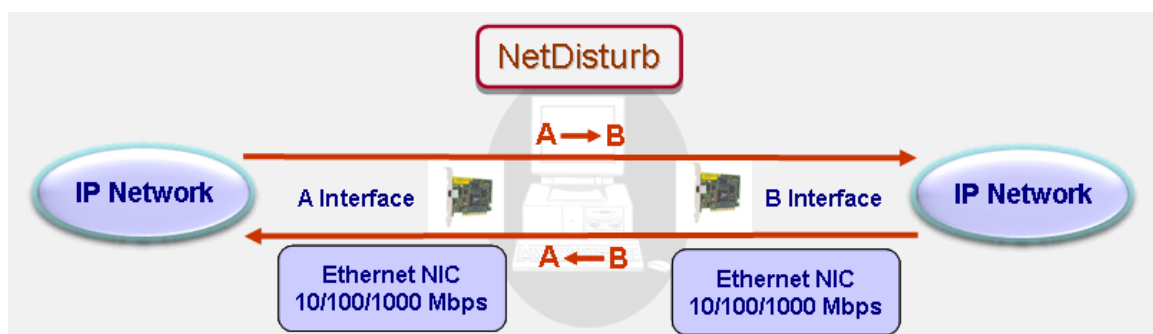 NetDisturb
A → B
IP Network
A Interface
B Interface
IP Network
A ← B
Ethernet NIC
10/100/1000 Mbps
Ethernet NIC
10/100/1000 Mbps